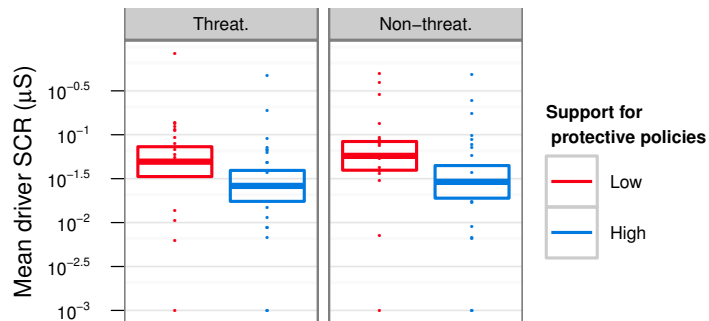 Threat.
Non−threat.
Mean driver SCR (μS)
10^−0.5
10^−1
10^−1.5
10^−2
10^−2.5
10^−3
Support for
protective policies
Low
High